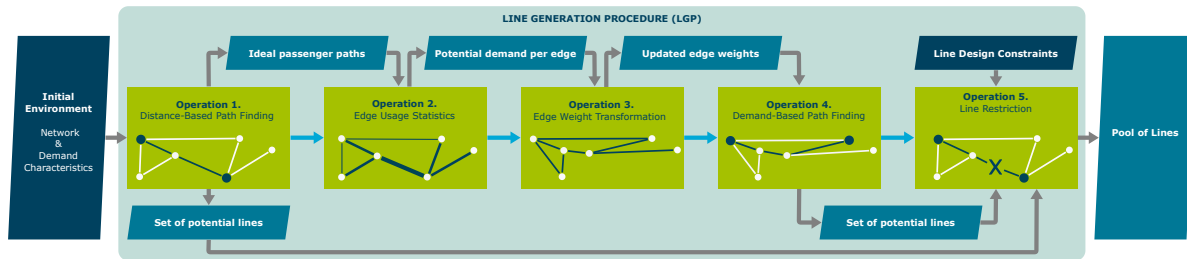 LINE GENERATION PROCEDURE (LGP)
Initial
Environment
Network
&
Demand
Characteristics
Ideal passenger paths
Potential demand per edge
Updated edge weights
Line Design Constraints
Operation 1.
Distance-Based Path Finding
Operation 2.
Edge Usage Statistics
Operation 3.
Edge Weight Transformation
Operation 4.
Demand-Based Path Finding
Operation 5.
Line Restriction
X
Set of potential lines
Set of potential lines
Pool of Lines